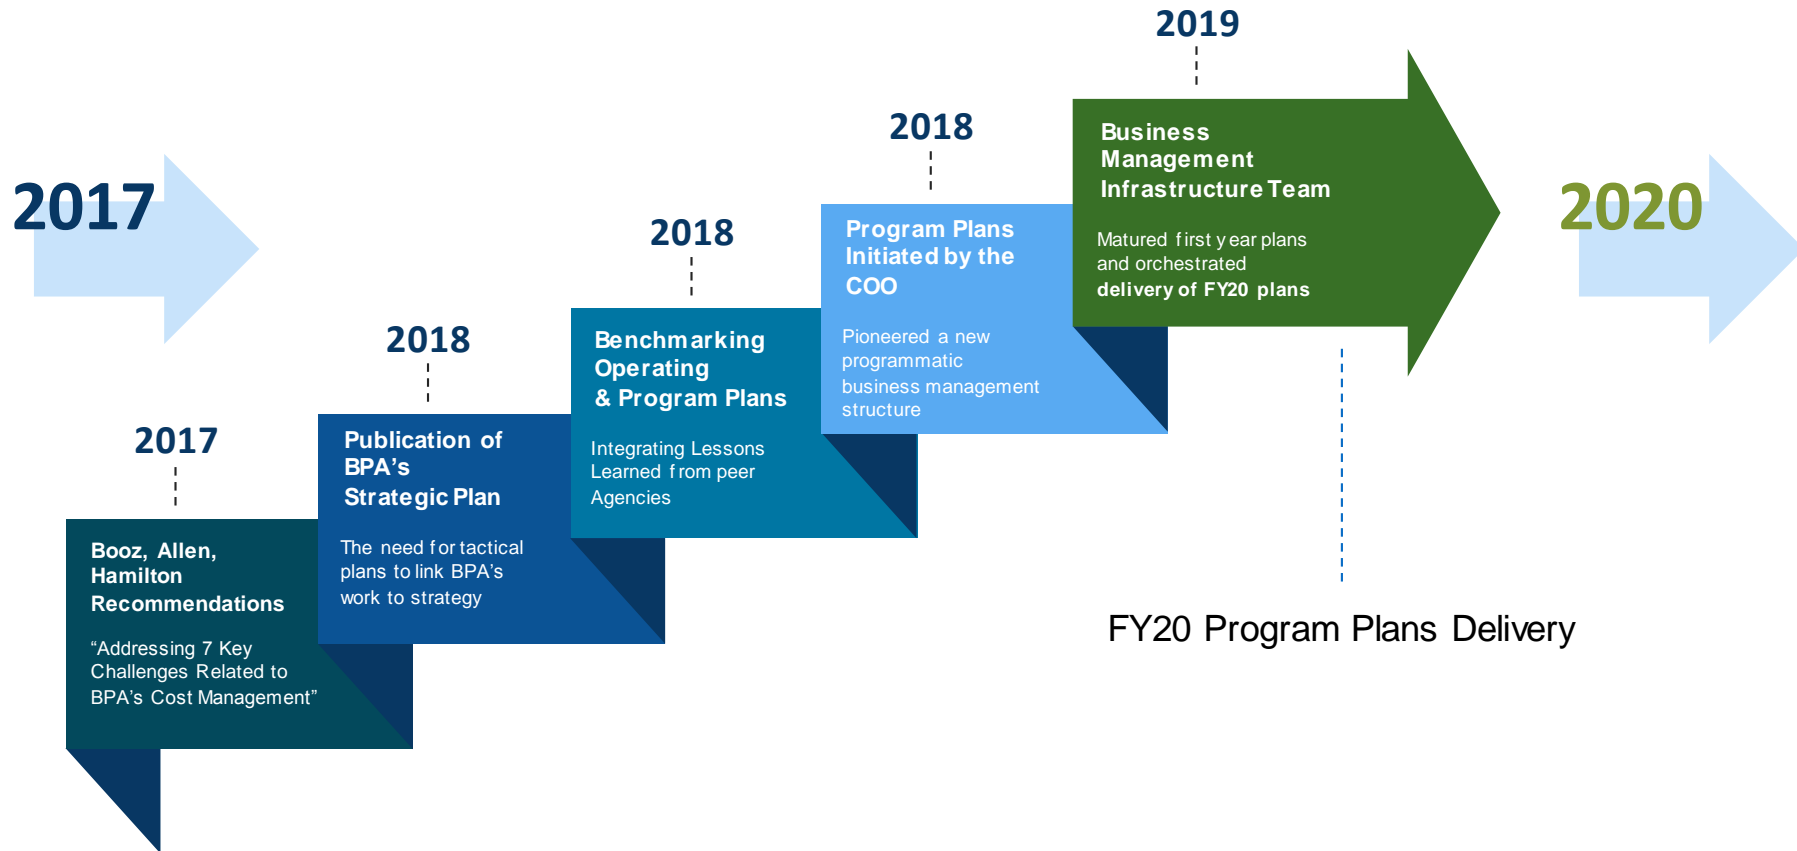 2017
2017
Booz, Allen,
Hamilton
Recommendations
“Addressing 7 Key
Challenges Related to
BPA’s Cost Management”
2018
Publication of
BPA’s
Strategic Plan
The need for tactical
plans to link BPA’s
work to strategy
2018
Benchmarking
Operating
& Program Plans
Integrating Lessons
Learned from peer
Agencies
2018
Program Plans
Initiated by the
COO
Pioneered a new
programmatic
business management
structure
2019
Business
Management
Infrastructure Team
Matured first year plans
and orchestrated
delivery of FY20 plans
FY20 Program Plans Delivery
2020